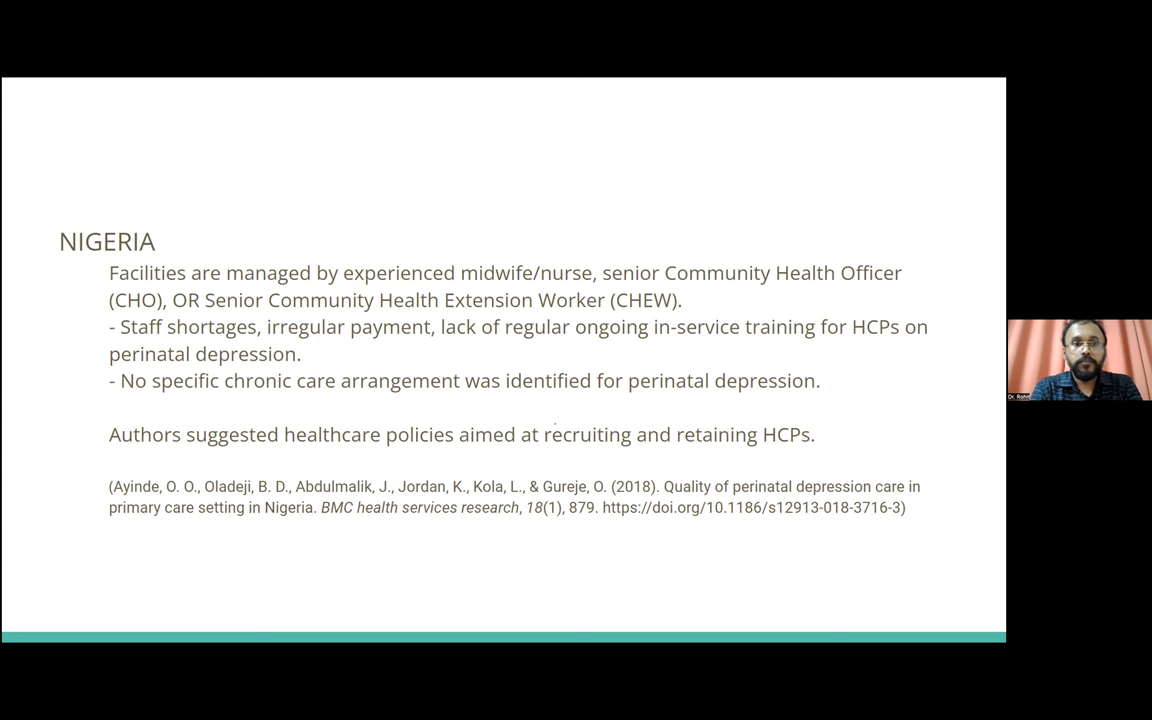 NIGERIA
Facilities are managed by experienced midwife/nurse, senior Community Health Officer
(CHO), OR Senior Community Health Extension Worker (CHEW).
- Staff shortages, irregular payment, lack of regular ongoing in-service training for HCPs on
perinatal depression.
- No specific chronic care arrangement was identified for perinatal depression.
Authors suggested healthcare policies aimed at recruiting and retaining HCPs.
(Ayinde, O. O., Oladeji, B. D., Abdulmalik, J., Jordan, K., Kola, L., & Gureje, O. (2018). Quality of perinatal depression care in
primary care setting in Nigeria. BMC health services research, 18(1), 879. https://doi.org/10.1186/s12913-018-3716-3)
Dr. Rohit